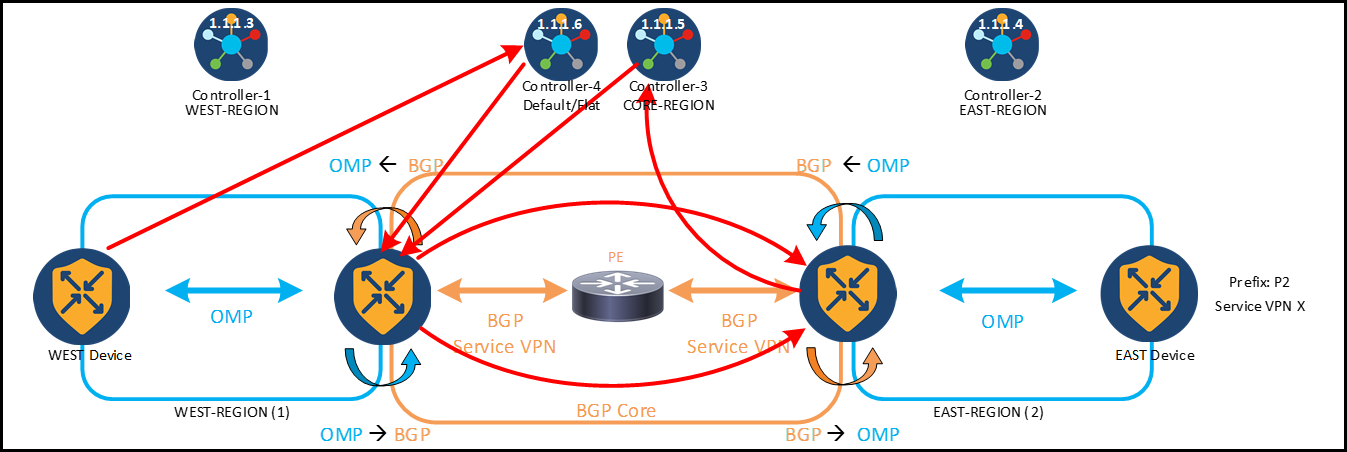 1.1.1.3
1.1.1.6
1.1.1.5
1.1.1.4
Controller-1
WEST-REGION
Controller-4
Default/Flat
Controller-3
CORE-REGION
Controller-2
EAST-REGION
OMP ← BGP
BGP ← OMP
PE
OMP
BGP
Service VPN
BGP
Service VPN
OMP
Prefix: P2
Service VPN X
WEST Device
EAST Device
WEST-REGION (1)
BGP Core
EAST-REGION (2)
OMP → BGP
BGP → OMP